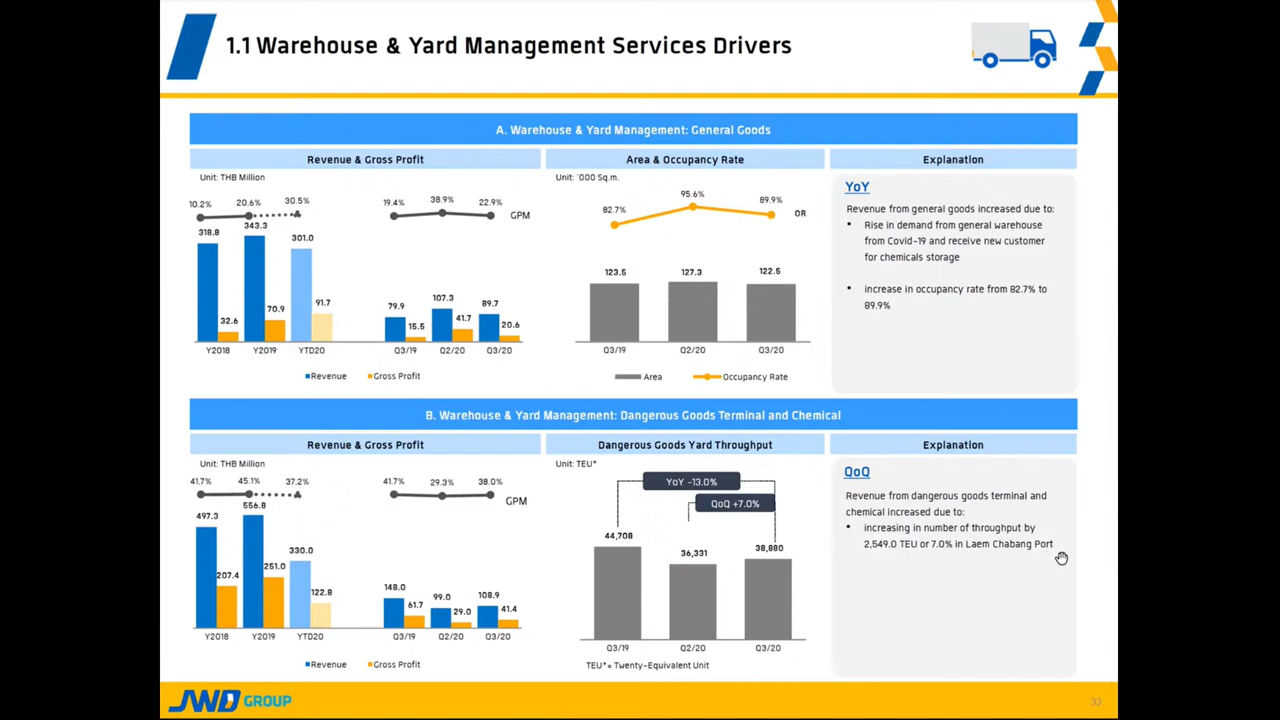 1.1 Warehouse & Yard Management Services Drivers
A. Warehouse & Yard Management: General Goods
Revenue & Gross Profit
Area & Occupancy Rate
Explanation
Unit: THB Million
10.2% 20.6% 30.5%
19.4% 38.9% 22.9% GPM
318.8 343.3 301.0
32.6 70.9 91.7
79.9 107.3 89.7
15.5 41.7 20.6
Y2018 Y2019 YTD20 Q3/19 Q2/20 Q3/20
Revenue Gross Profit
Unit: '000 Sq.m.
82.7% 95.6% 89.9% OR
123.5 127.3 122.5
Q3/19 Q2/20 Q3/20
Area Occupancy Rate
YoY
Revenue from general goods increased due to:
• Rise in demand from general warehouse
from Covid-19 and receive new customer
for chemicals storage
• increase in occupancy rate from 82.7% to
89.9%
B. Warehouse & Yard Management: Dangerous Goods Terminal and Chemical
Revenue & Gross Profit
Dangerous Goods Yard Throughput
Explanation
Unit: THB Million
41.7% 45.1% 37.2%
41.7% 29.3% 38.0% GPM
497.3 556.8 330.0
207.4 251.0 122.8
148.0 99.0 108.9
61.7 29.0 41.4
Y2018 Y2019 YTD20 Q3/19 Q2/20 Q3/20
Revenue Gross Profit
Unit: TEU*
YoY -13.0%
QoQ +7.0%
44,708 36,331 38,880
Q3/19 Q2/20 Q3/20
TEU*= Twenty-Equivalent Unit
QoQ
Revenue from dangerous goods terminal and
chemical increased due to:
• increasing in number of throughput by
2,549.0 TEU or 7.0% in Laem Chabang Port
JWD GROUP
33